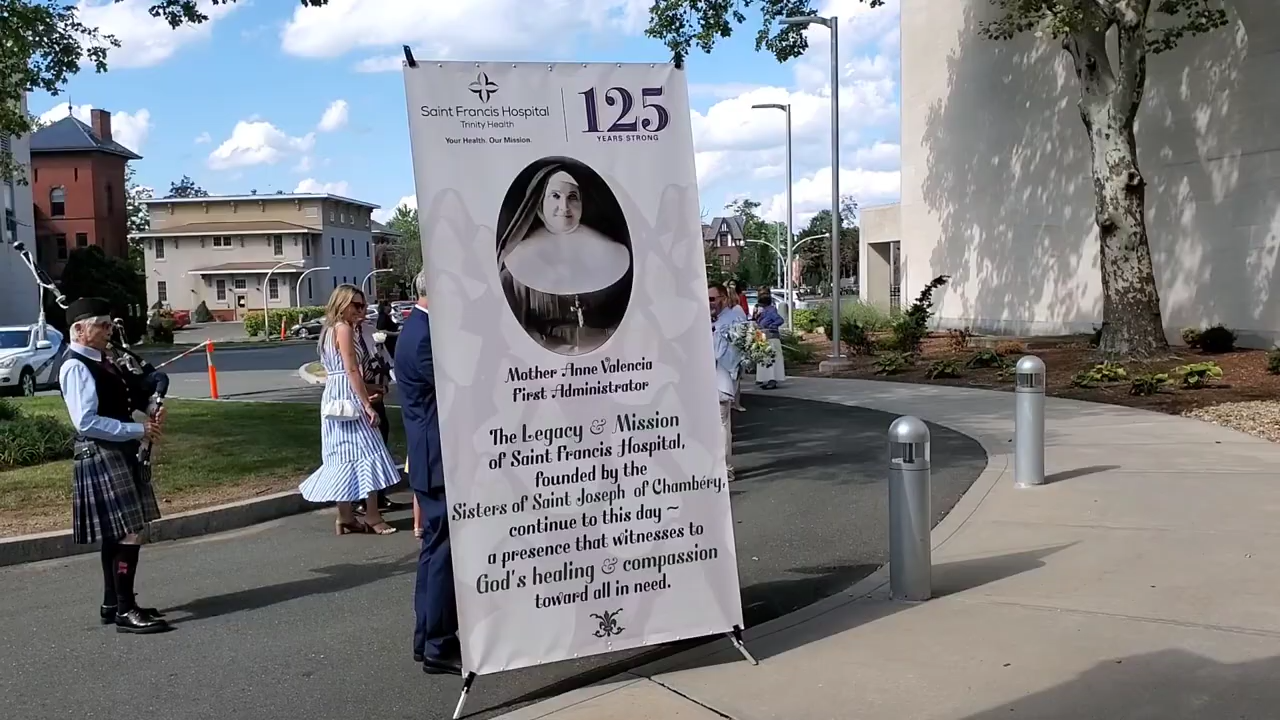 Saint Francis Hospital
Trinity Health
Your Health. Our Mission.
125
YEARS STRONG
Mother Anne Valencia
First Administrator
The Legacy & Mission
of Saint Francis Hospital,
founded by the
Sisters of Saint Joseph of Chambéry,
continue to this day ~
a presence that witnesses to
God's healing & compassion
toward all in need.